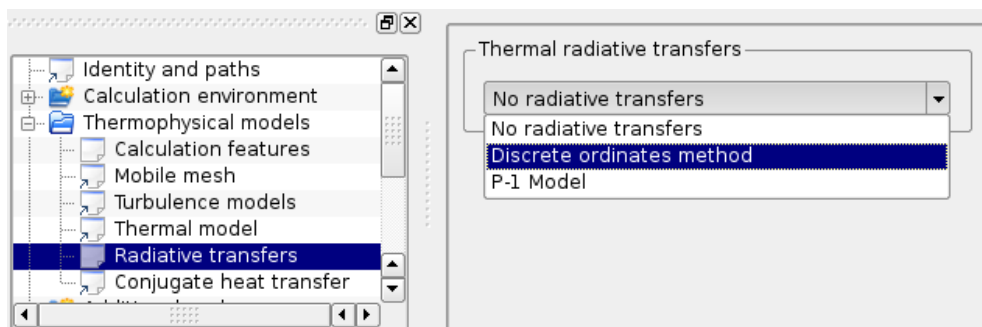 Identity and paths
Calculation environment
Thermophysical models
Calculation features
Mobile mesh
Turbulence models
Thermal model
Radiative transfers
Conjugate heat transfer
Thermal radiative transfers
No radiative transfers
No radiative transfers
Discrete ordinates method
P-1 Model